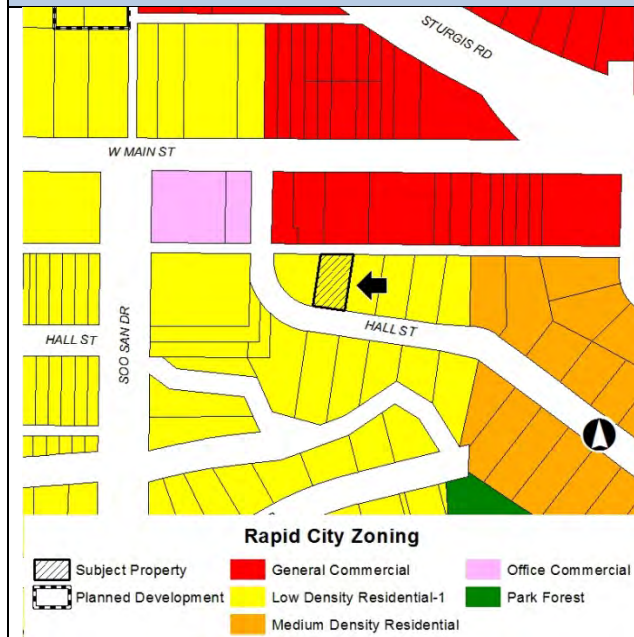 STURGIS RD
W MAIN ST
HALL ST
SOO SAN DR
HALL ST
Rapid City Zoning
Subject Property
General Commercial
Office Commercial
Planned Development
Low Density Residential-1
Park Forest
Medium Density Residential